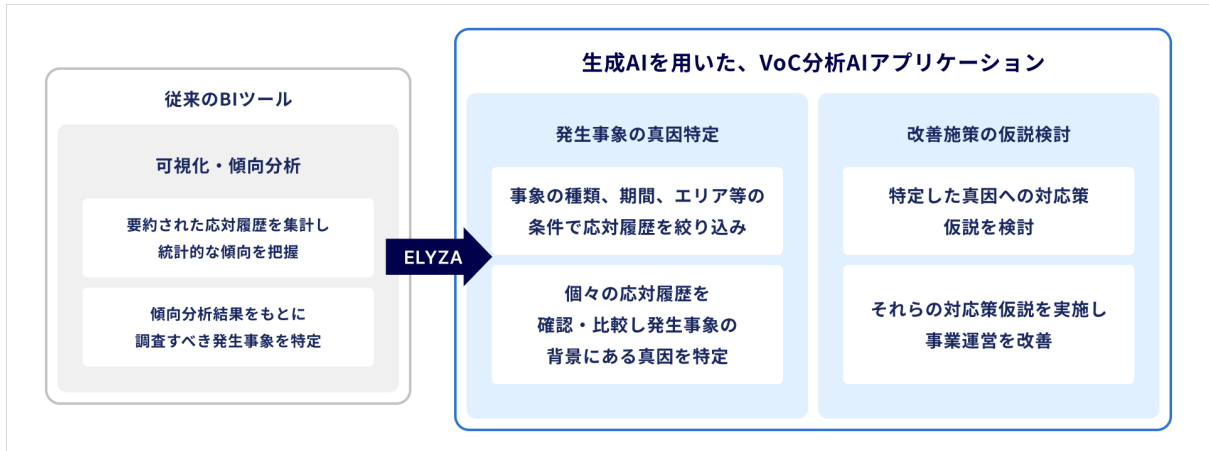 従来のBIツール
可視化・傾向分析
要約された応対履歴を集計し
統計的な傾向を把握
傾向分析結果をもとに
調査すべき発生事象を特定
ELYZA
生成AIを用いた、VoC分析AIアプリケーション
発生事象の真因特定
事象の種類、期間、エリア等の
条件で応対履歴を絞り込み
個々の応対履歴を
確認・比較し発生事象の
背景にある真因を特定
改善施策の仮説検討
特定した真因への対応策
仮説を検討
それらの対応策仮説を実施し
事業運営を改善